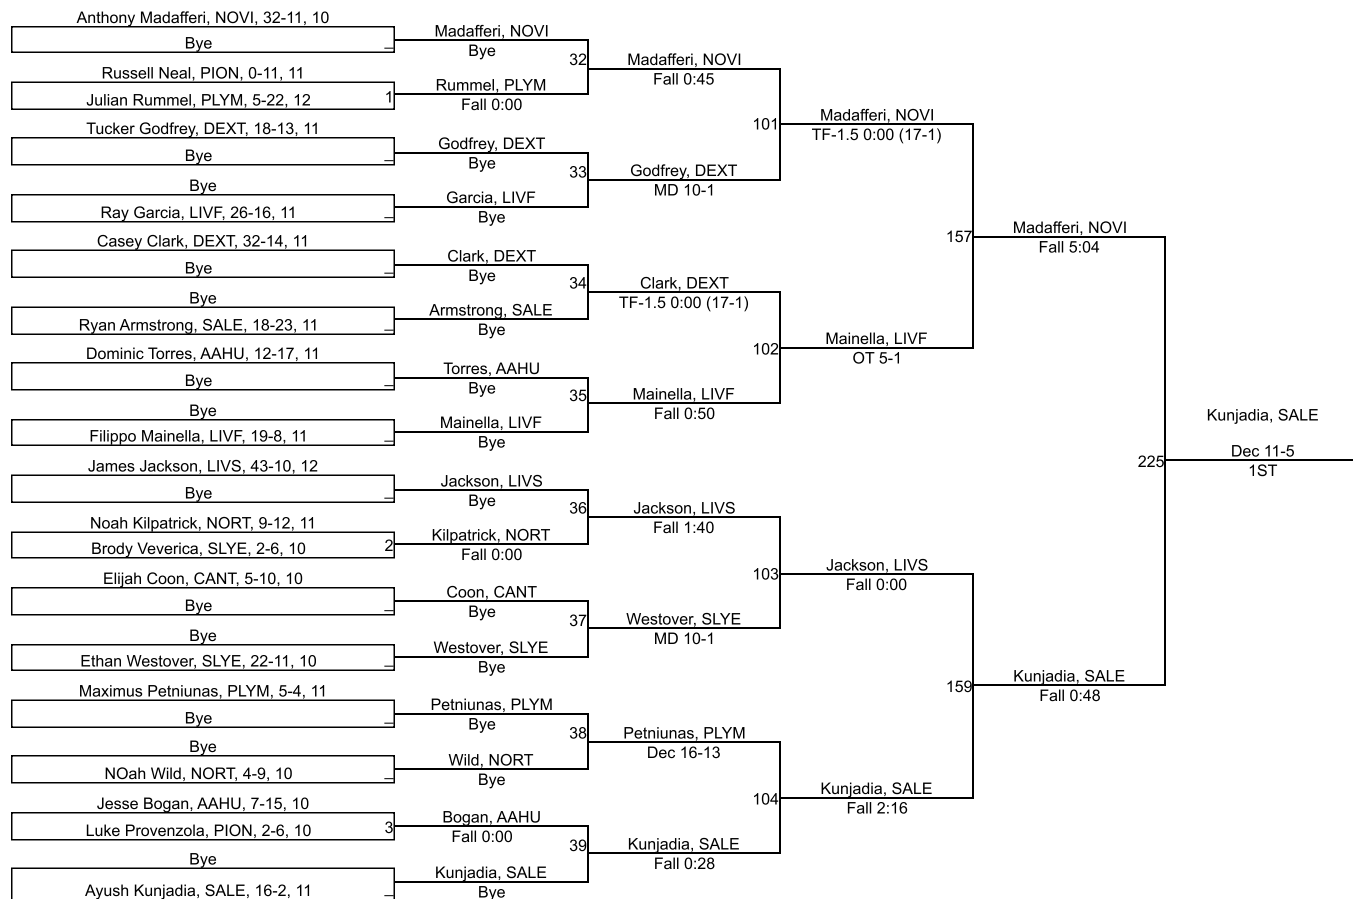 Anthony Madafferi, NOVI, 32-11, 10
Bye
_
Russell Neal, PION, 0-11, 11
Julian Rummel, PLYM, 5-22, 12
1
Tucker Godfrey, DEXT, 18-13, 11
Bye
_
Bye
Ray Garcia, LIVF, 26-16, 11
_
Casey Clark, DEXT, 32-14, 11
Bye
_
Bye
Ryan Armstrong, SALE, 18-23, 11
_
Dominic Torres, AAHU, 12-17, 11
Bye
_
Bye
Filippo Mainella, LIVF, 19-8, 11
_
James Jackson, LIVS, 43-10, 12
Bye
_
Noah Kilpatrick, NORT, 9-12, 11
Brody Veverica, SLYE, 2-6, 10
2
Elijah Coon, CANT, 5-10, 10
Bye
_
Bye
Ethan Westover, SLYE, 22-11, 10
_
Maximus Petniunas, PLYM, 5-4, 11
Bye
_
Bye
NOah Wild, NORT, 4-9, 10
_
Jesse Bogan, AAHU, 7-15, 10
Luke Provenzola, PION, 2-6, 10
3
Bye
Ayush Kunjadia, SALE, 16-2, 11
_
Madafferi, NOVI
Bye
32
Rummel, PLYM
Fall 0:00
Godfrey, DEXT
Bye
33
Garcia, LIVF
Bye
Clark, DEXT
Bye
34
Armstrong, SALE
Bye
Torres, AAHU
Bye
35
Mainella, LIVF
Bye
Jackson, LIVS
Bye
36
Kilpatrick, NORT
Fall 0:00
Coon, CANT
Bye
37
Westover, SLYE
Bye
Petniunas, PLYM
Bye
38
Wild, NORT
Bye
Bogan, AAHU
Fall 0:00
39
Kunjadia, SALE
Bye
Madafferi, NOVI
Fall 0:45
101
Godfrey, DEXT
MD 10-1
Clark, DEXT
TF-1.5 0:00 (17-1)
102
Mainella, LIVF
Fall 0:50
Jackson, LIVS
Fall 1:40
103
Westover, SLYE
MD 10-1
Petniunas, PLYM
Dec 16-13
104
Kunjadia, SALE
Fall 0:28
Madafferi, NOVI
TF-1.5 0:00 (17-1)
157
Mainella, LIVF
OT 5-1
Jackson, LIVS
Fall 0:00
159
Kunjadia, SALE
Fall 2:16
Madafferi, NOVI
Fall 5:04
225
Kunjadia, SALE
Fall 0:48
Kunjadia, SALE
Dec 11-5
1ST